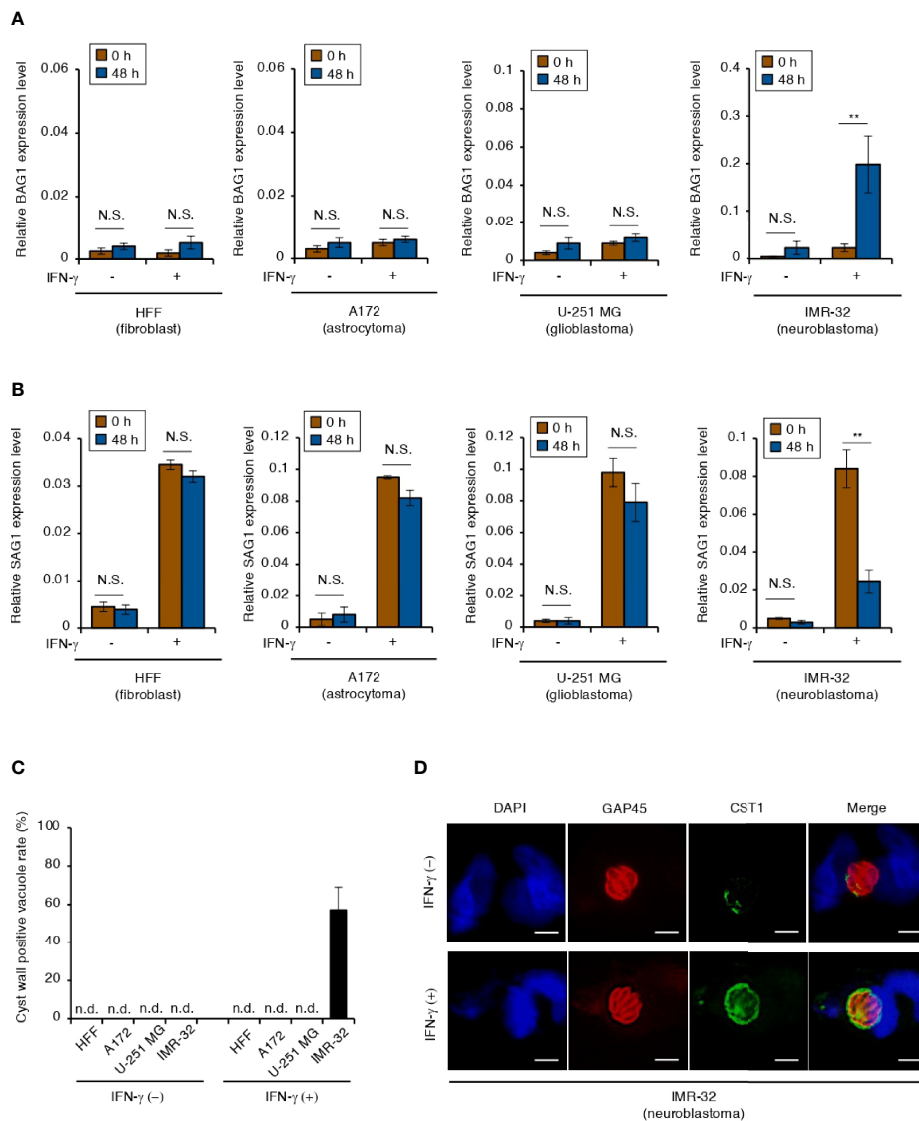 A
0 h
48 h
0.06
0.04
0.02
0
Relative BAG1 expression level
N.S.
N.S.
IFN-γ
-
+
HFF
(fibroblast)
0 h
48 h
0.06
0.04
0.02
0
Relative BAG1 expression level
N.S.
N.S.
IFN-γ
-
+
A172
(astrocytoma)
0 h
48 h
0.1
0.08
0.06
0.04
0.02
0
Relative BAG1 expression level
N.S.
N.S.
IFN-γ
-
+
U-251 MG
(glioblastoma)
0 h
48 h
0.4
0.3
0.2
0.1
0
Relative BAG1 expression level
N.S.
**
IFN-γ
-
+
IMR-32
(neuroblastoma)
B
0 h
48 h
0.04
0.03
0.02
0.01
0
Relative SAG1 expression level
N.S.
N.S.
IFN-γ
-
+
HFF
(fibroblast)
0 h
48 h
0.12
0.1
0.08
0.06
0.04
0.02
0
Relative SAG1 expression level
N.S.
N.S.
IFN-γ
-
+
A172
(astrocytoma)
0 h
48 h
0.12
0.1
0.08
0.06
0.04
0.02
0
Relative SAG1 expression level
N.S.
N.S.
IFN-γ
-
+
U-251 MG
(glioblastoma)
0 h
48 h
0.1
0.08
0.06
0.04
0.02
0
Relative SAG1 expression level
N.S.
**
IFN-γ
-
+
IMR-32
(neuroblastoma)
C
100
80
60
40
20
0
Cyst wall positive vacuole rate (%)
n.d. n.d. n.d. n.d. n.d. n.d. n.d.
HFF A172 U-251 MG IMR-32 HFF A172 U-251 MG IMR-32
IFN-γ (–) IFN-γ (+)
D
DAPI GAP45 CST1 Merge
IFN-γ (–)
IFN-γ (+)
IMR-32
(neuroblastoma)